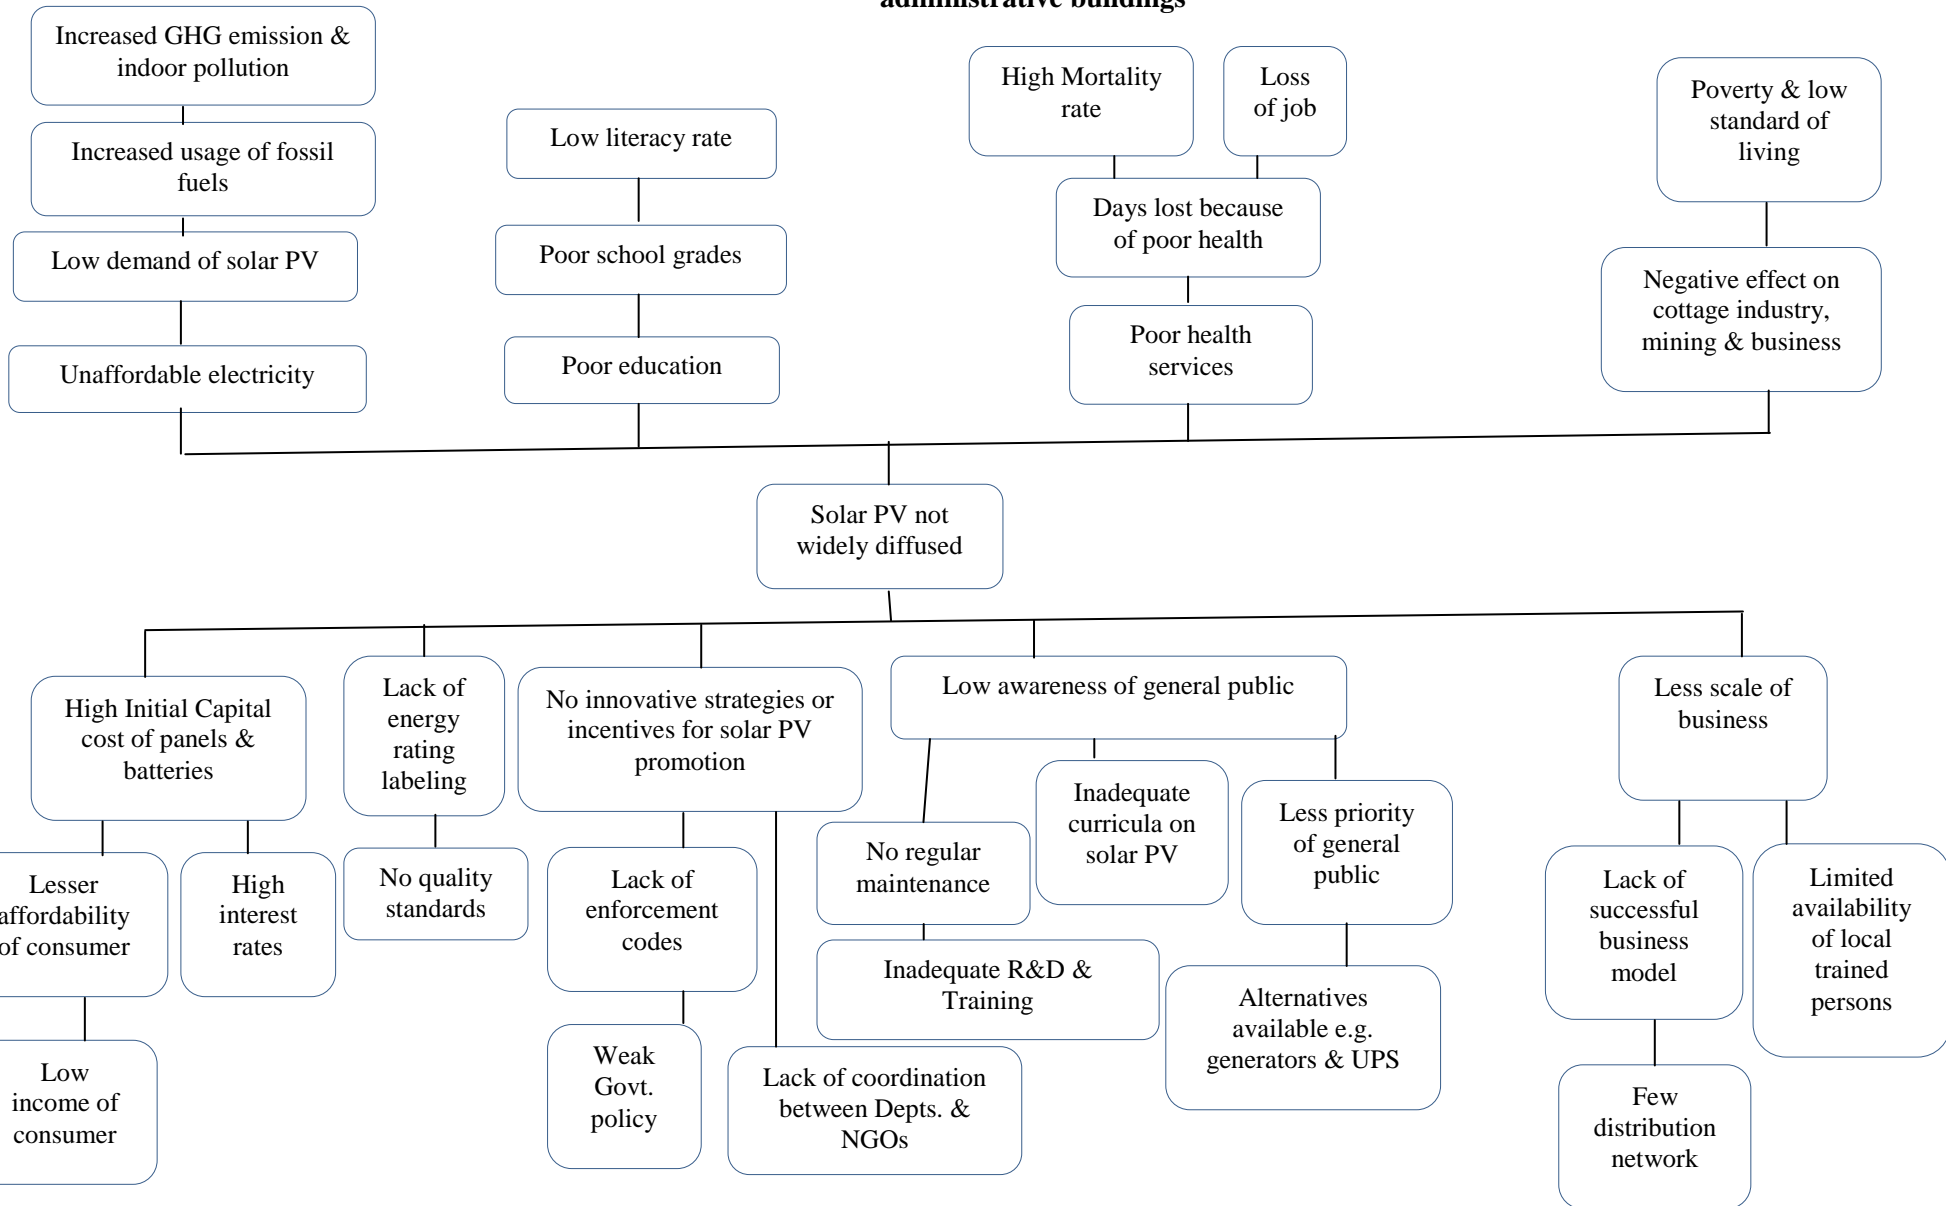 administrative buildings
Increased GHG emission &
indoor pollution
High Mortality
rate
Loss
of job
Poverty & low
standard of
living
Low literacy rate
Increased usage of fossil
fuels
Days lost because
of poor health
Poor school grades
Low demand of solar PV
Negative effect on
cottage industry,
mining & business
Poor health
services
Poor education
Unaffordable electricity
Solar PV not
widely diffused
High Initial Capital
cost of panels &
batteries
Lack of
energy
rating
labeling
No innovative strategies or
incentives for solar PV
promotion
Low awareness of general public
Less scale of
business
Lesser
affordability
of consumer
High
interest
rates
No quality
standards
Lack of
enforcement
codes
No regular
maintenance
Inadequate
curricula on
solar PV
Less priority
of general
public
Lack of
successful
business
model
Limited
availability
of local
trained
persons
Inadequate R&D &
Training
Alternatives
available e.g.
generators & UPS
Low
income of
consumer
Weak
Govt.
policy
Lack of coordination
between Depts. &
NGOs
Few
distribution
network